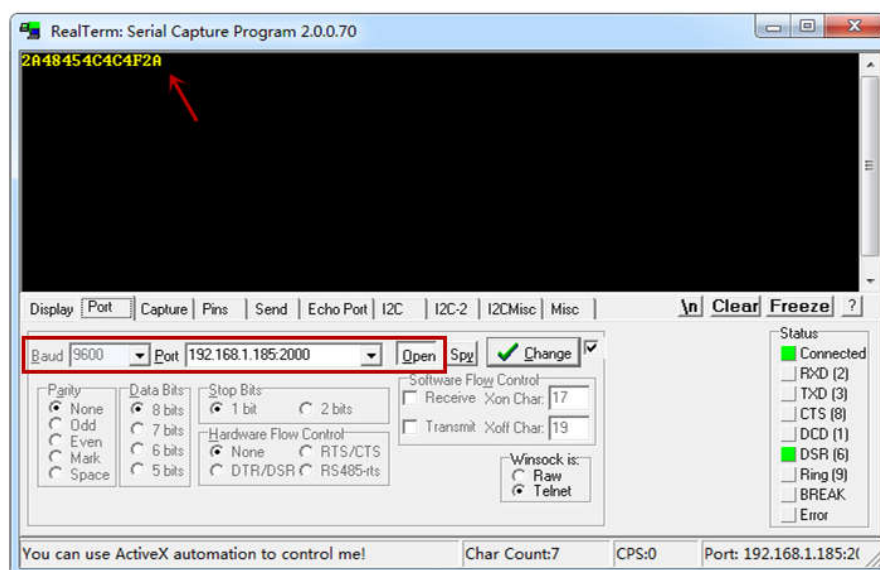 RealTerm: Serial Capture Program 2.0.0.70
2A48454C4C4F2A
Display Port Capture Pins Send Echo Port I2C I2C-2 I2CMisc Misc \n Clear Freeze ?
Baud 9600 Port 192.168.1.185:2000 Open Spy Change
Parity
None
Odd
Even
Mark
Space
Data Bits
8 bits
7 bits
6 bits
5 bits
Stop Bits
1 bit 2 bits
Hardware Flow Control
None RTS/CTS
DTR/DSR RS485-rts
Software Flow Control
Receive Xon Char: 17
Transmit Xoff Char: 19
Winsock is:
Raw
Telnet
Status
Connected
RXD (2)
TXD (3)
CTS (8)
DCD (1)
DSR (6)
Ring (9)
BREAK
Error
You can use ActiveX automation to control me! Char Count:7 CPS:0 Port: 192.168.1.185:2(